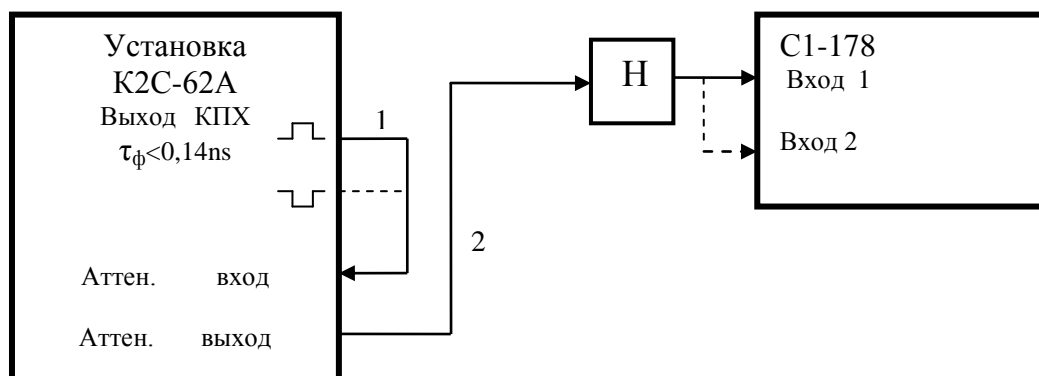 Установка
К2С-62А
Выход КПХ
τф<0,14ns
Аттен. вход
Аттен. выход
1
2
Н
С1-178
Вход 1
Вход 2